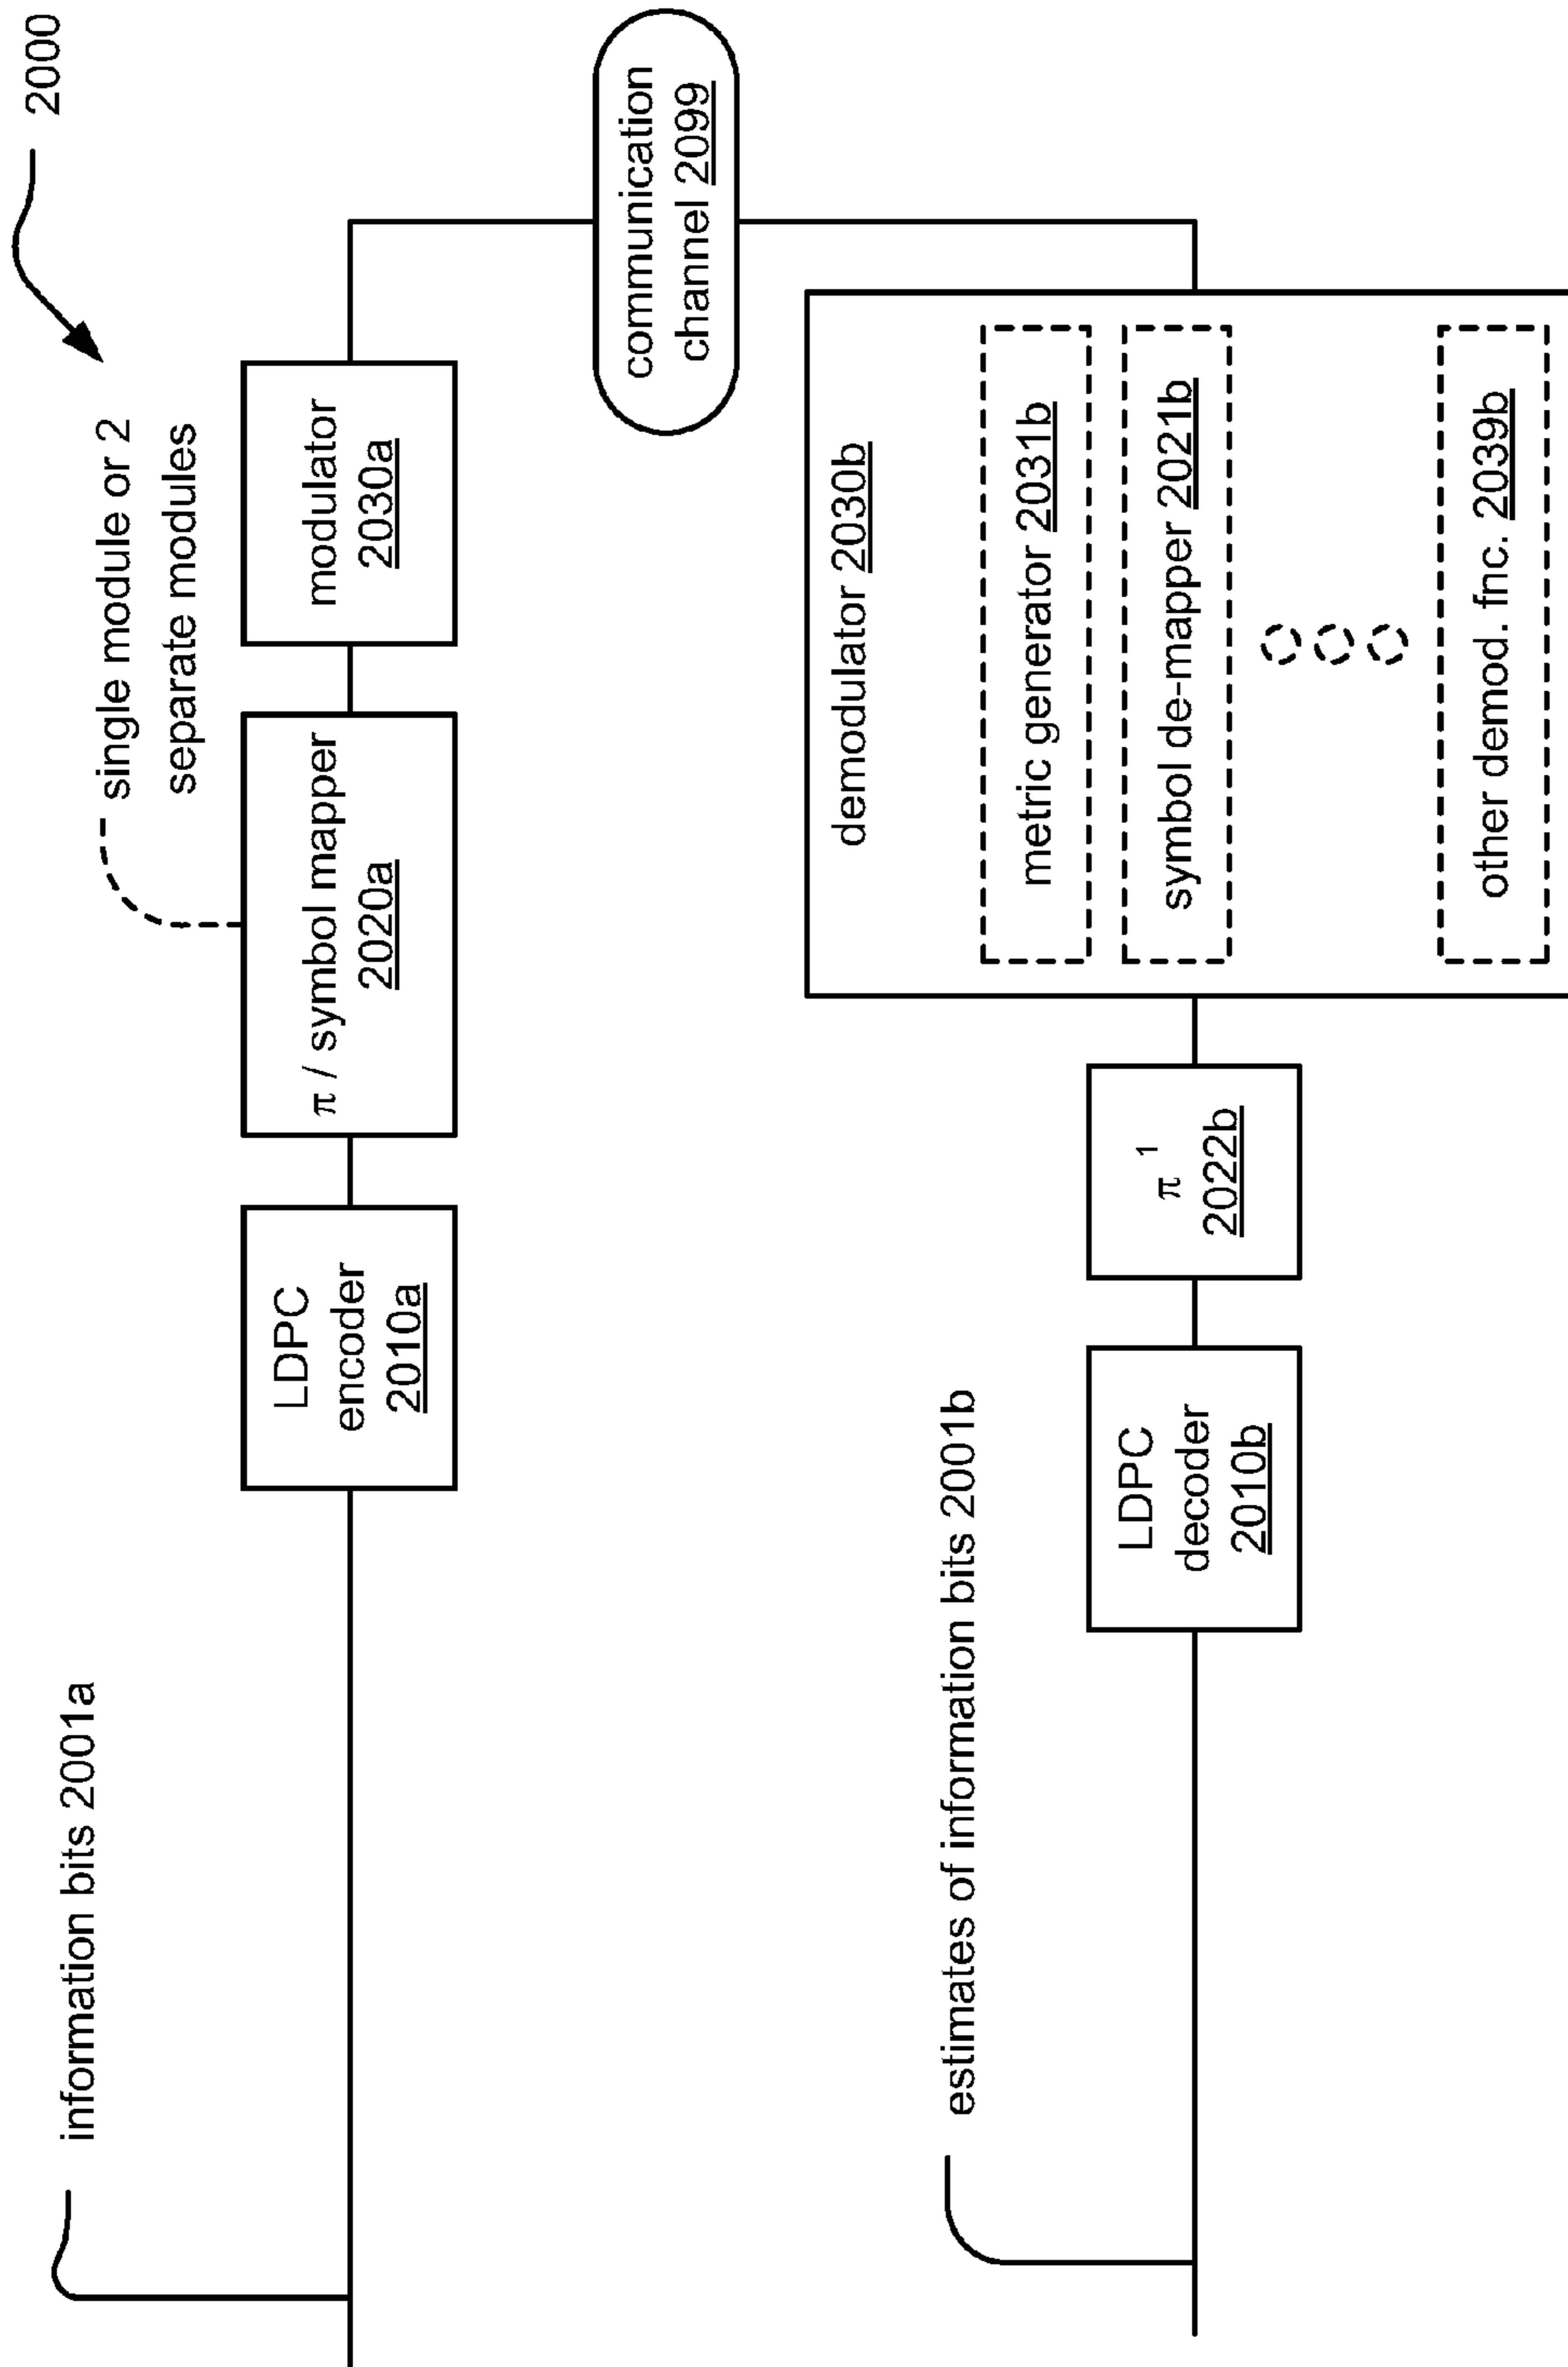 2000
information bits 2001a
single module or 2
separate modules
LDPC
encoder
2010a
π / symbol mapper
2020a
modulator
2030a
communication
channel 2099
estimates of information bits 2001b
LDPC
decoder
2010b
π 1
2022b
demodulator 2030b
metric generator 2031b
symbol de-mapper 2021b
other demod. fnc. 2039b